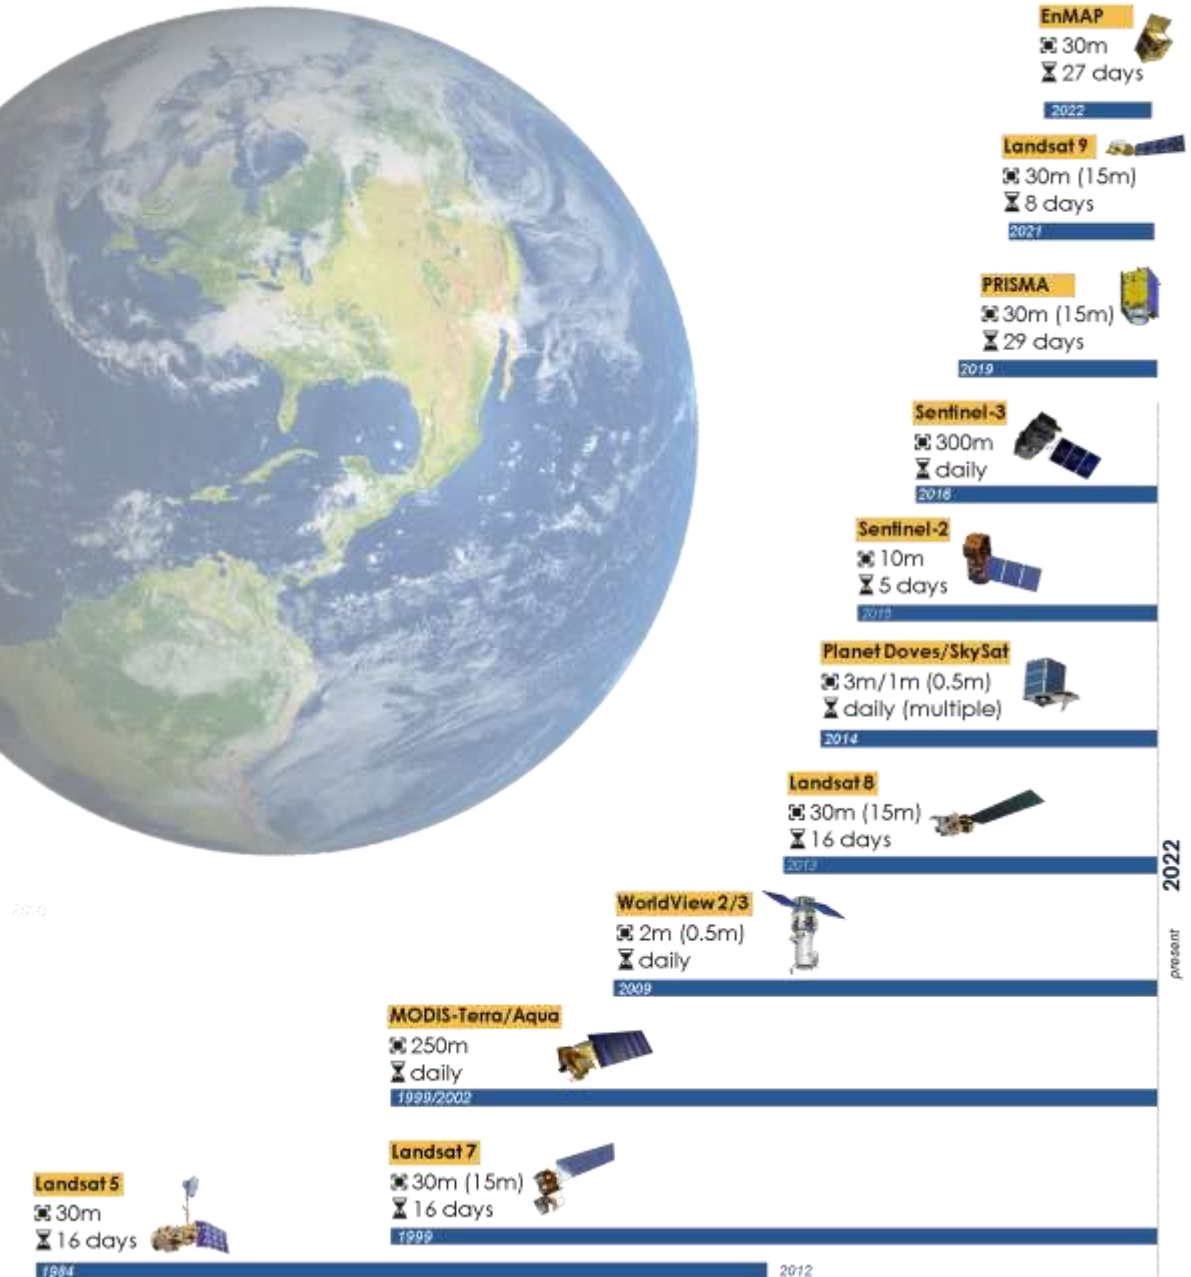 EnMAP
30m
27 days
2022
Landsat 9
30m (15m)
8 days
2021
PRISMA
30m (15m)
29 days
2019
Sentinel-3
300m
daily
2016
Sentinel-2
10m
5 days
2015
Planet Doves/SkySat
3m/1m (0.5m)
daily (multiple)
2014
Landsat 8
30m (15m)
16 days
2013
WorldView 2/3
2m (0.5m)
daily
2009
MODIS-Terra/Aqua
250m
daily
1999/2002
Landsat 7
30m (15m)
16 days
1999
Landsat 5
30m
16 days
1984
2012
present 2022